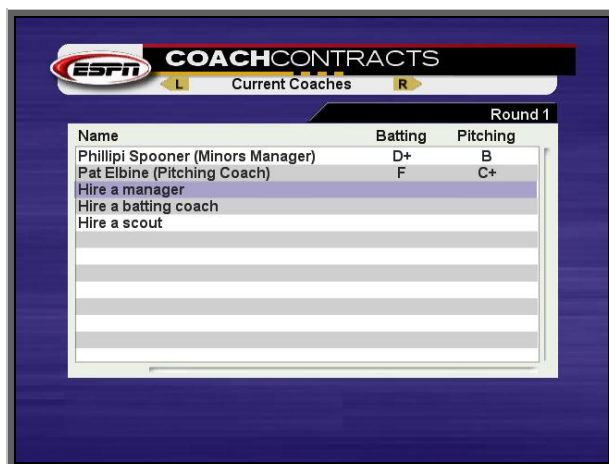 ESPN
COACHCONTRACTS
L Current Coaches R
Round 1
Name Batting Pitching
Phillipi Spooner (Minors Manager) D+ B
Pat Elbine (Pitching Coach) F C+
Hire a manager
Hire a batting coach
Hire a scout